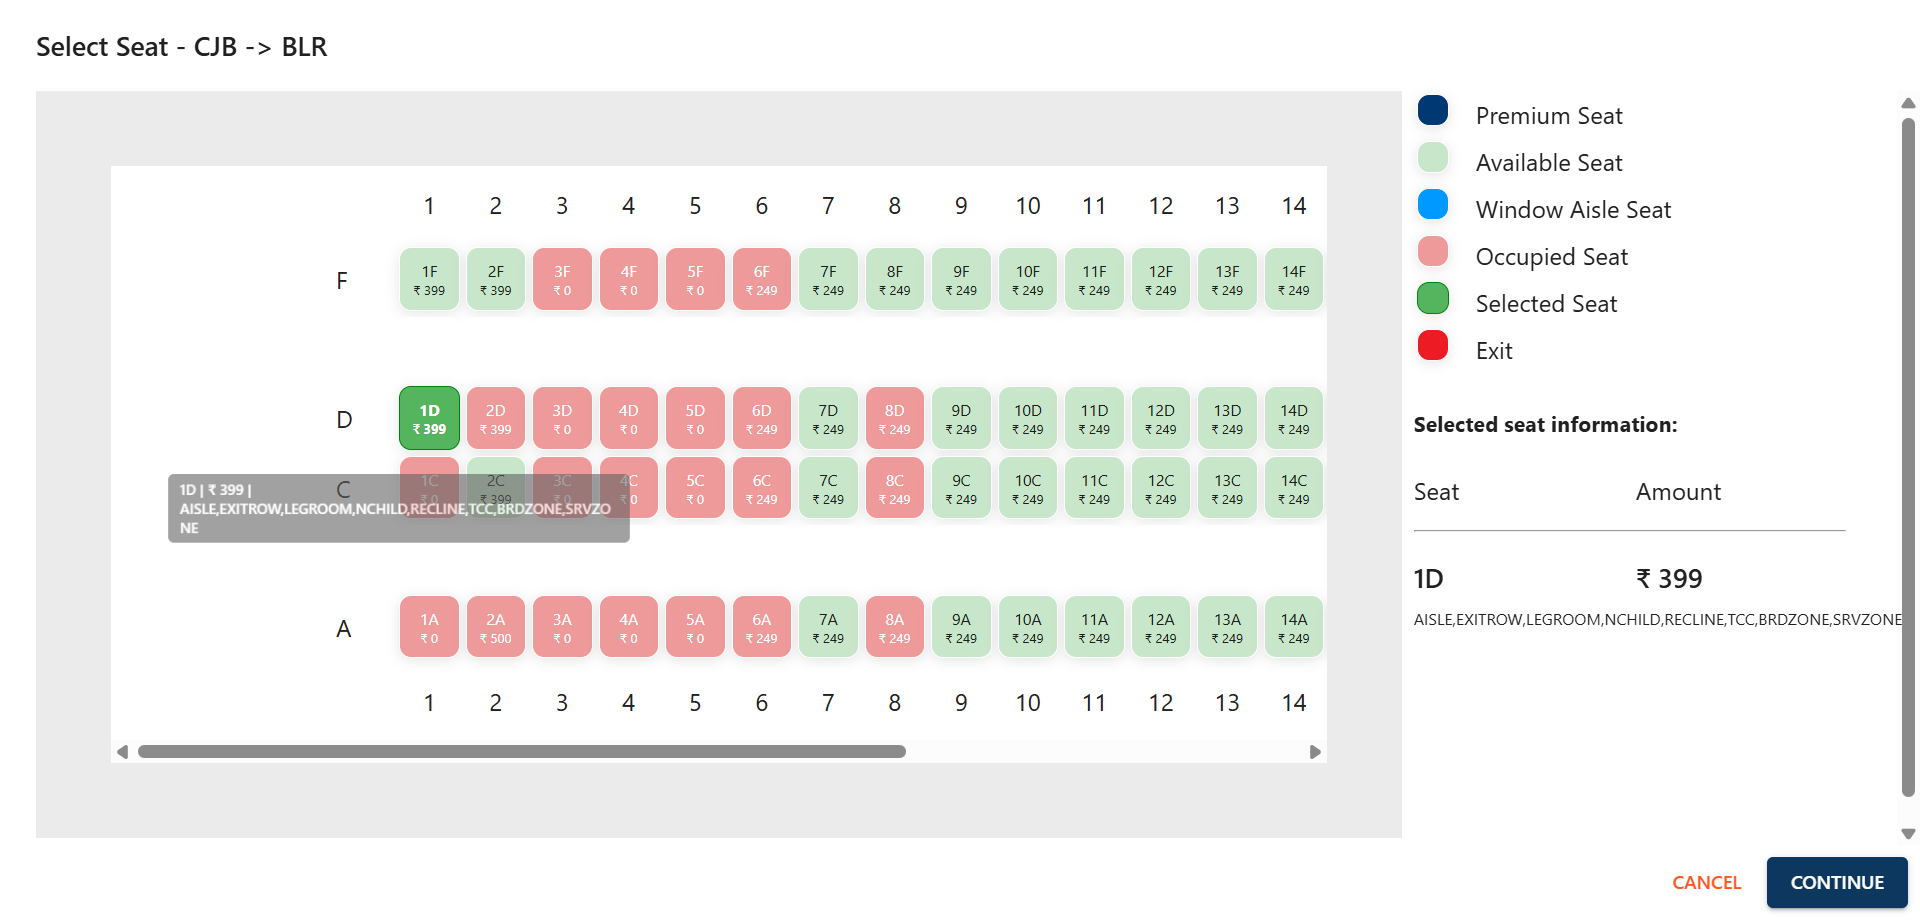 Select Seat - CJB -> BLR
1 2 3 4 5 6 7 8 9 10 11 12 13 14
F
1F 2F 3F 4F 5F 6F 7F 8F 9F 10F 11F 12F 13F 14F
₹ 399 ₹ 399 ₹ 0 ₹ 0 ₹ 0 ₹ 249 ₹ 249 ₹ 249 ₹ 249 ₹ 249 ₹ 249 ₹ 249 ₹ 249 ₹ 249
D
1D 2D 3D 4D 5D 6D 7D 8D 9D 10D 11D 12D 13D 14D
₹ 399 ₹ 399 ₹ 0 ₹ 0 ₹ 0 ₹ 249 ₹ 249 ₹ 249 ₹ 249 ₹ 249 ₹ 249 ₹ 249 ₹ 249 ₹ 249
C
1C 2C 3C 4C 5C 6C 7C 8C 9C 10C 11C 12C 13C 14C
₹ 0 ₹ 399 ₹ 0 ₹ 0 ₹ 0 ₹ 249 ₹ 249 ₹ 249 ₹ 249 ₹ 249 ₹ 249 ₹ 249 ₹ 249 ₹ 249
1D | ₹ 399 |
AISLE,EXITROW,LEGROOM,NCHILD,RECLINE,TCC,BRDZONE,SRVZO
NE
A
1A 2A 3A 4A 5A 6A 7A 8A 9A 10A 11A 12A 13A 14A
₹ 0 ₹ 500 ₹ 0 ₹ 0 ₹ 0 ₹ 249 ₹ 249 ₹ 249 ₹ 249 ₹ 249 ₹ 249 ₹ 249 ₹ 249 ₹ 249
1 2 3 4 5 6 7 8 9 10 11 12 13 14
Premium Seat
Available Seat
Window Aisle Seat
Occupied Seat
Selected Seat
Exit
Selected seat information:
Seat Amount
1D ₹ 399
AISLE,EXITROW,LEGROOM,NCHILD,RECLINE,TCC,BRDZONE,SRVZONE
CANCEL CONTINUE